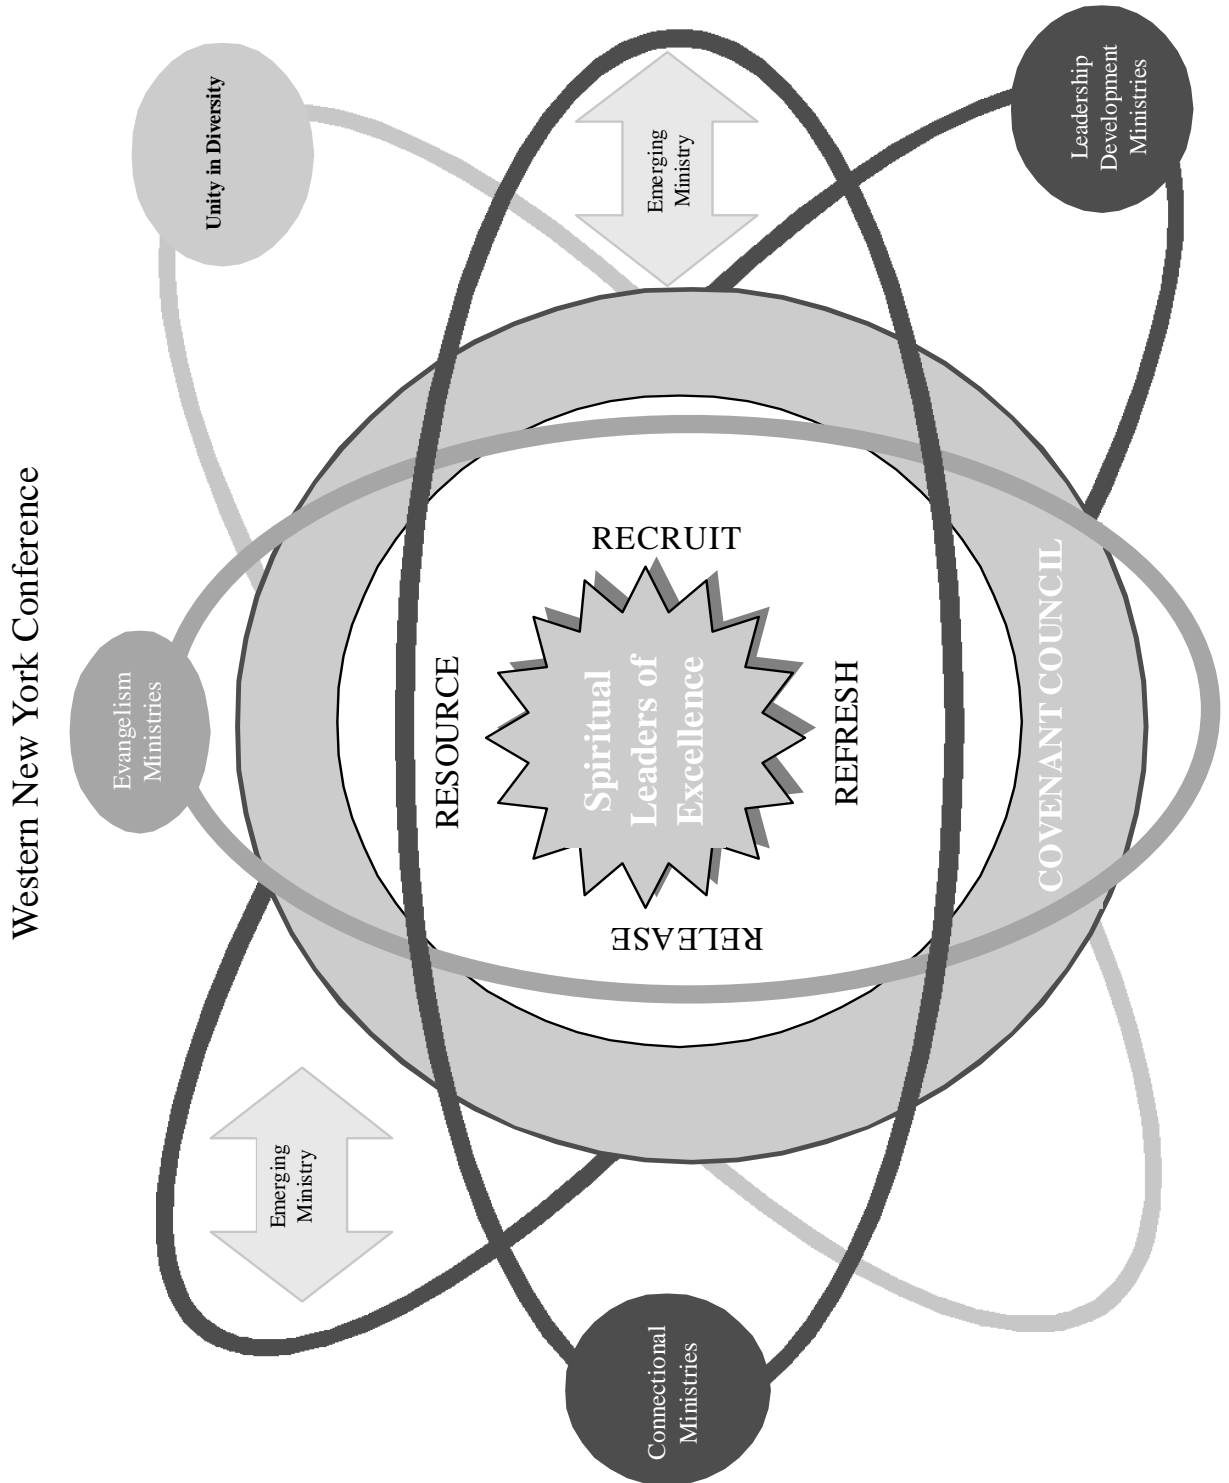 Western New York Conference
Evangelism
Ministries
Unity in Diversity
Emerging
Ministry
Emerging
Ministry
RESOURCE
RELEASE
RECRUIT
Spiritual
Leaders of
Excellence
REFRESH
COVENANT COUNCIL
Connectional
Ministries
Leadership
Development
Ministries